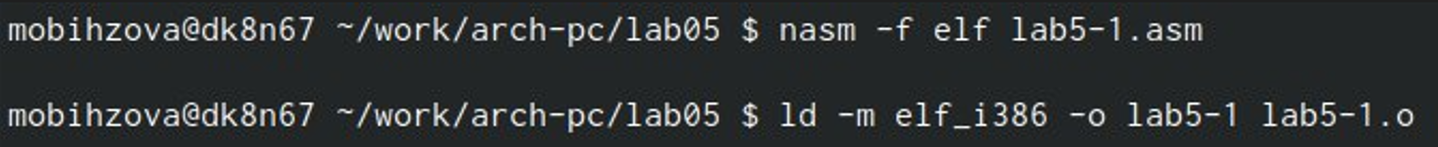 mobihzova@dk8n67 ~/work/arch-pc/lab05 $ nasm -f elf lab5-1.asm
mobihzova@dk8n67 ~/work/arch-pc/lab05 $ ld -m elf_i386 -o lab5-1 lab5-1.o